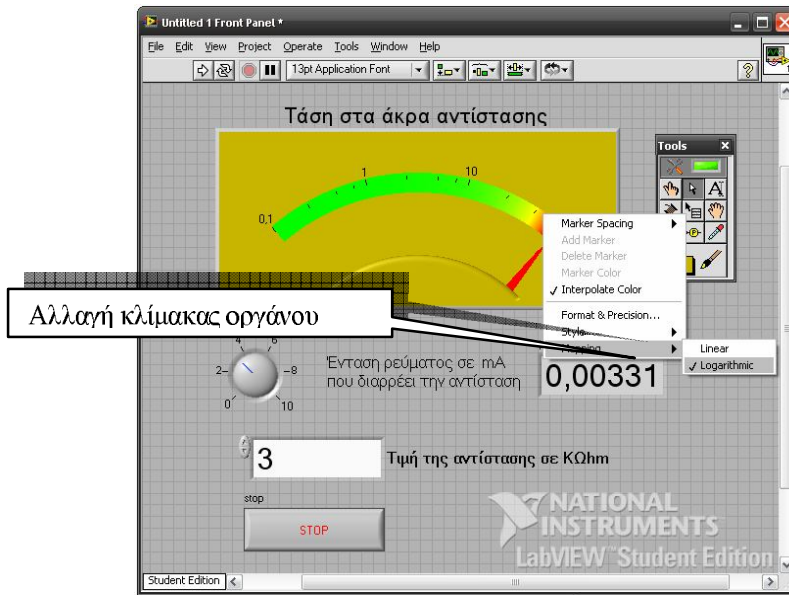 Untitled 1 Front Panel *
File Edit View Project Operate Tools Window Help
13pt Application Font
Τάση στα άκρα αντίστασης
Tools
0,1 1 10
Marker Spacing
Add Marker
Delete Marker
Marker Color
✓ Interpolate Color
Format & Precision...
Style
Mapping
Linear
✓ Logarithmic
Αλλαγή κλίμακας οργάνου
4 6
2 8
0 10
Ένταση ρεύματος σε mA
που διαρρέει την αντίσταση
0,00331
3
Τιμή της αντίστασης σε KΩhm
stop
STOP
NATIONAL
INSTRUMENTS
LabVIEW™ Student Edition
Student Edition